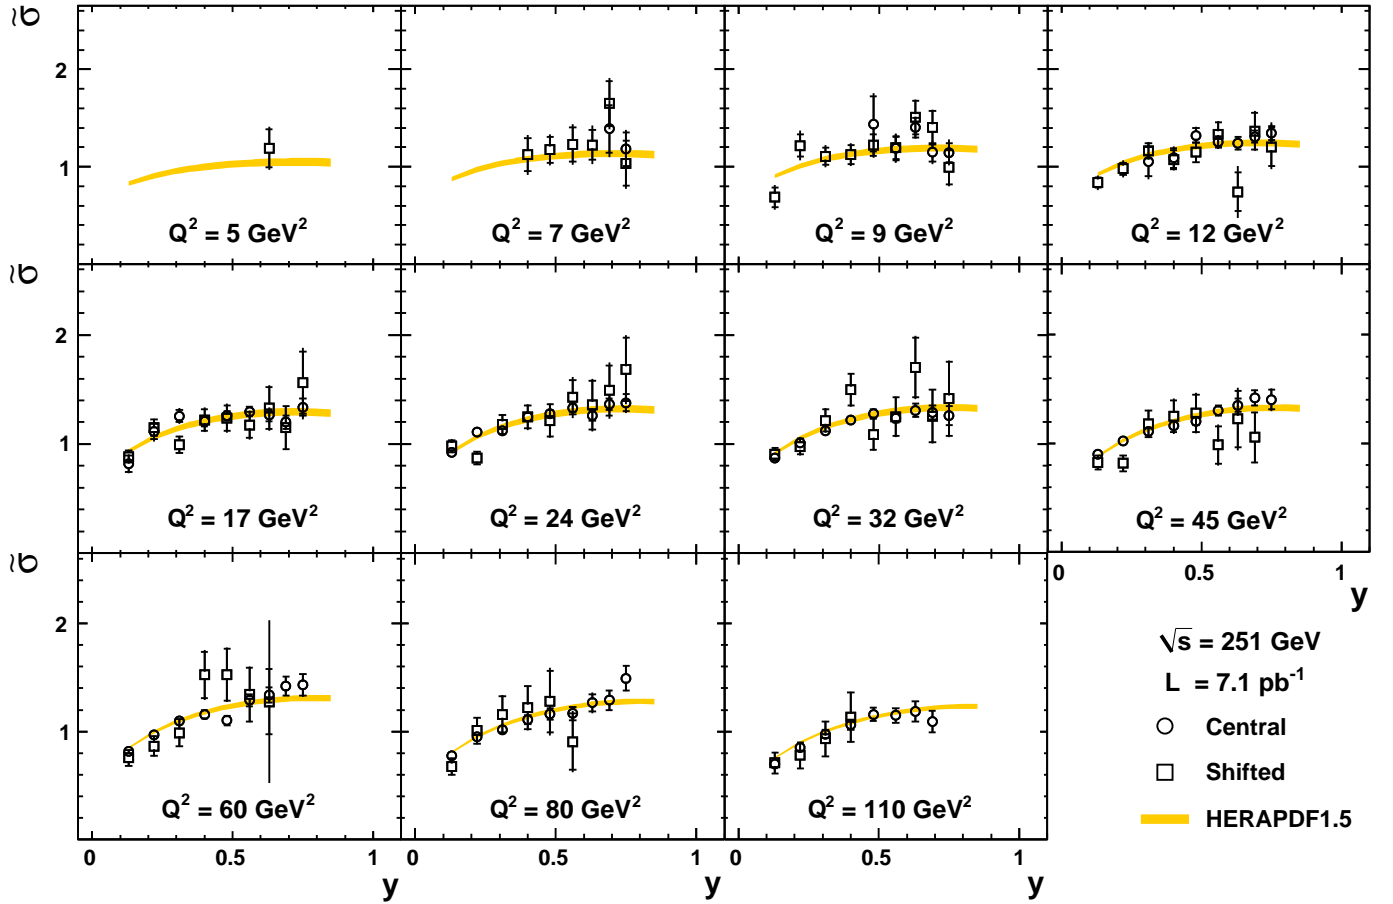 σ̃
2
1
Q² = 5 GeV²
Q² = 7 GeV²
Q² = 9 GeV²
Q² = 12 GeV²
σ̃
2
1
Q² = 17 GeV²
Q² = 24 GeV²
Q² = 32 GeV²
Q² = 45 GeV²
0 0.5 1
y
σ̃
2
1
Q² = 60 GeV²
Q² = 80 GeV²
Q² = 110 GeV²
0 0.5 1
y
0 0.5 1
y
0 0.5 1
y
√s = 251 GeV
L = 7.1 pb⁻¹
Central
Shifted
HERAPDF1.5